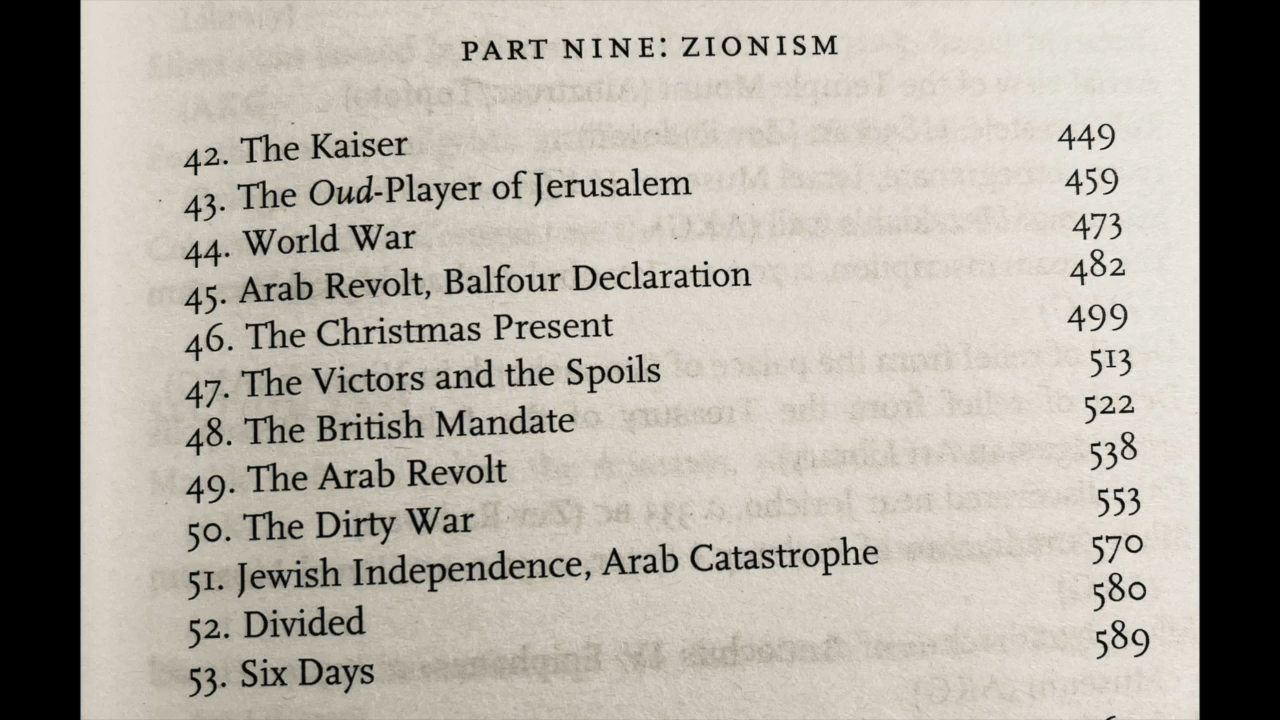 PART NINE: ZIONISM
42. The Kaiser 449
43. The Oud-Player of Jerusalem 459
44. World War 473
45. Arab Revolt, Balfour Declaration 482
46. The Christmas Present 499
47. The Victors and the Spoils 513
48. The British Mandate 522
49. The Arab Revolt 538
50. The Dirty War 553
51. Jewish Independence, Arab Catastrophe 570
52. Divided 580
53. Six Days 589